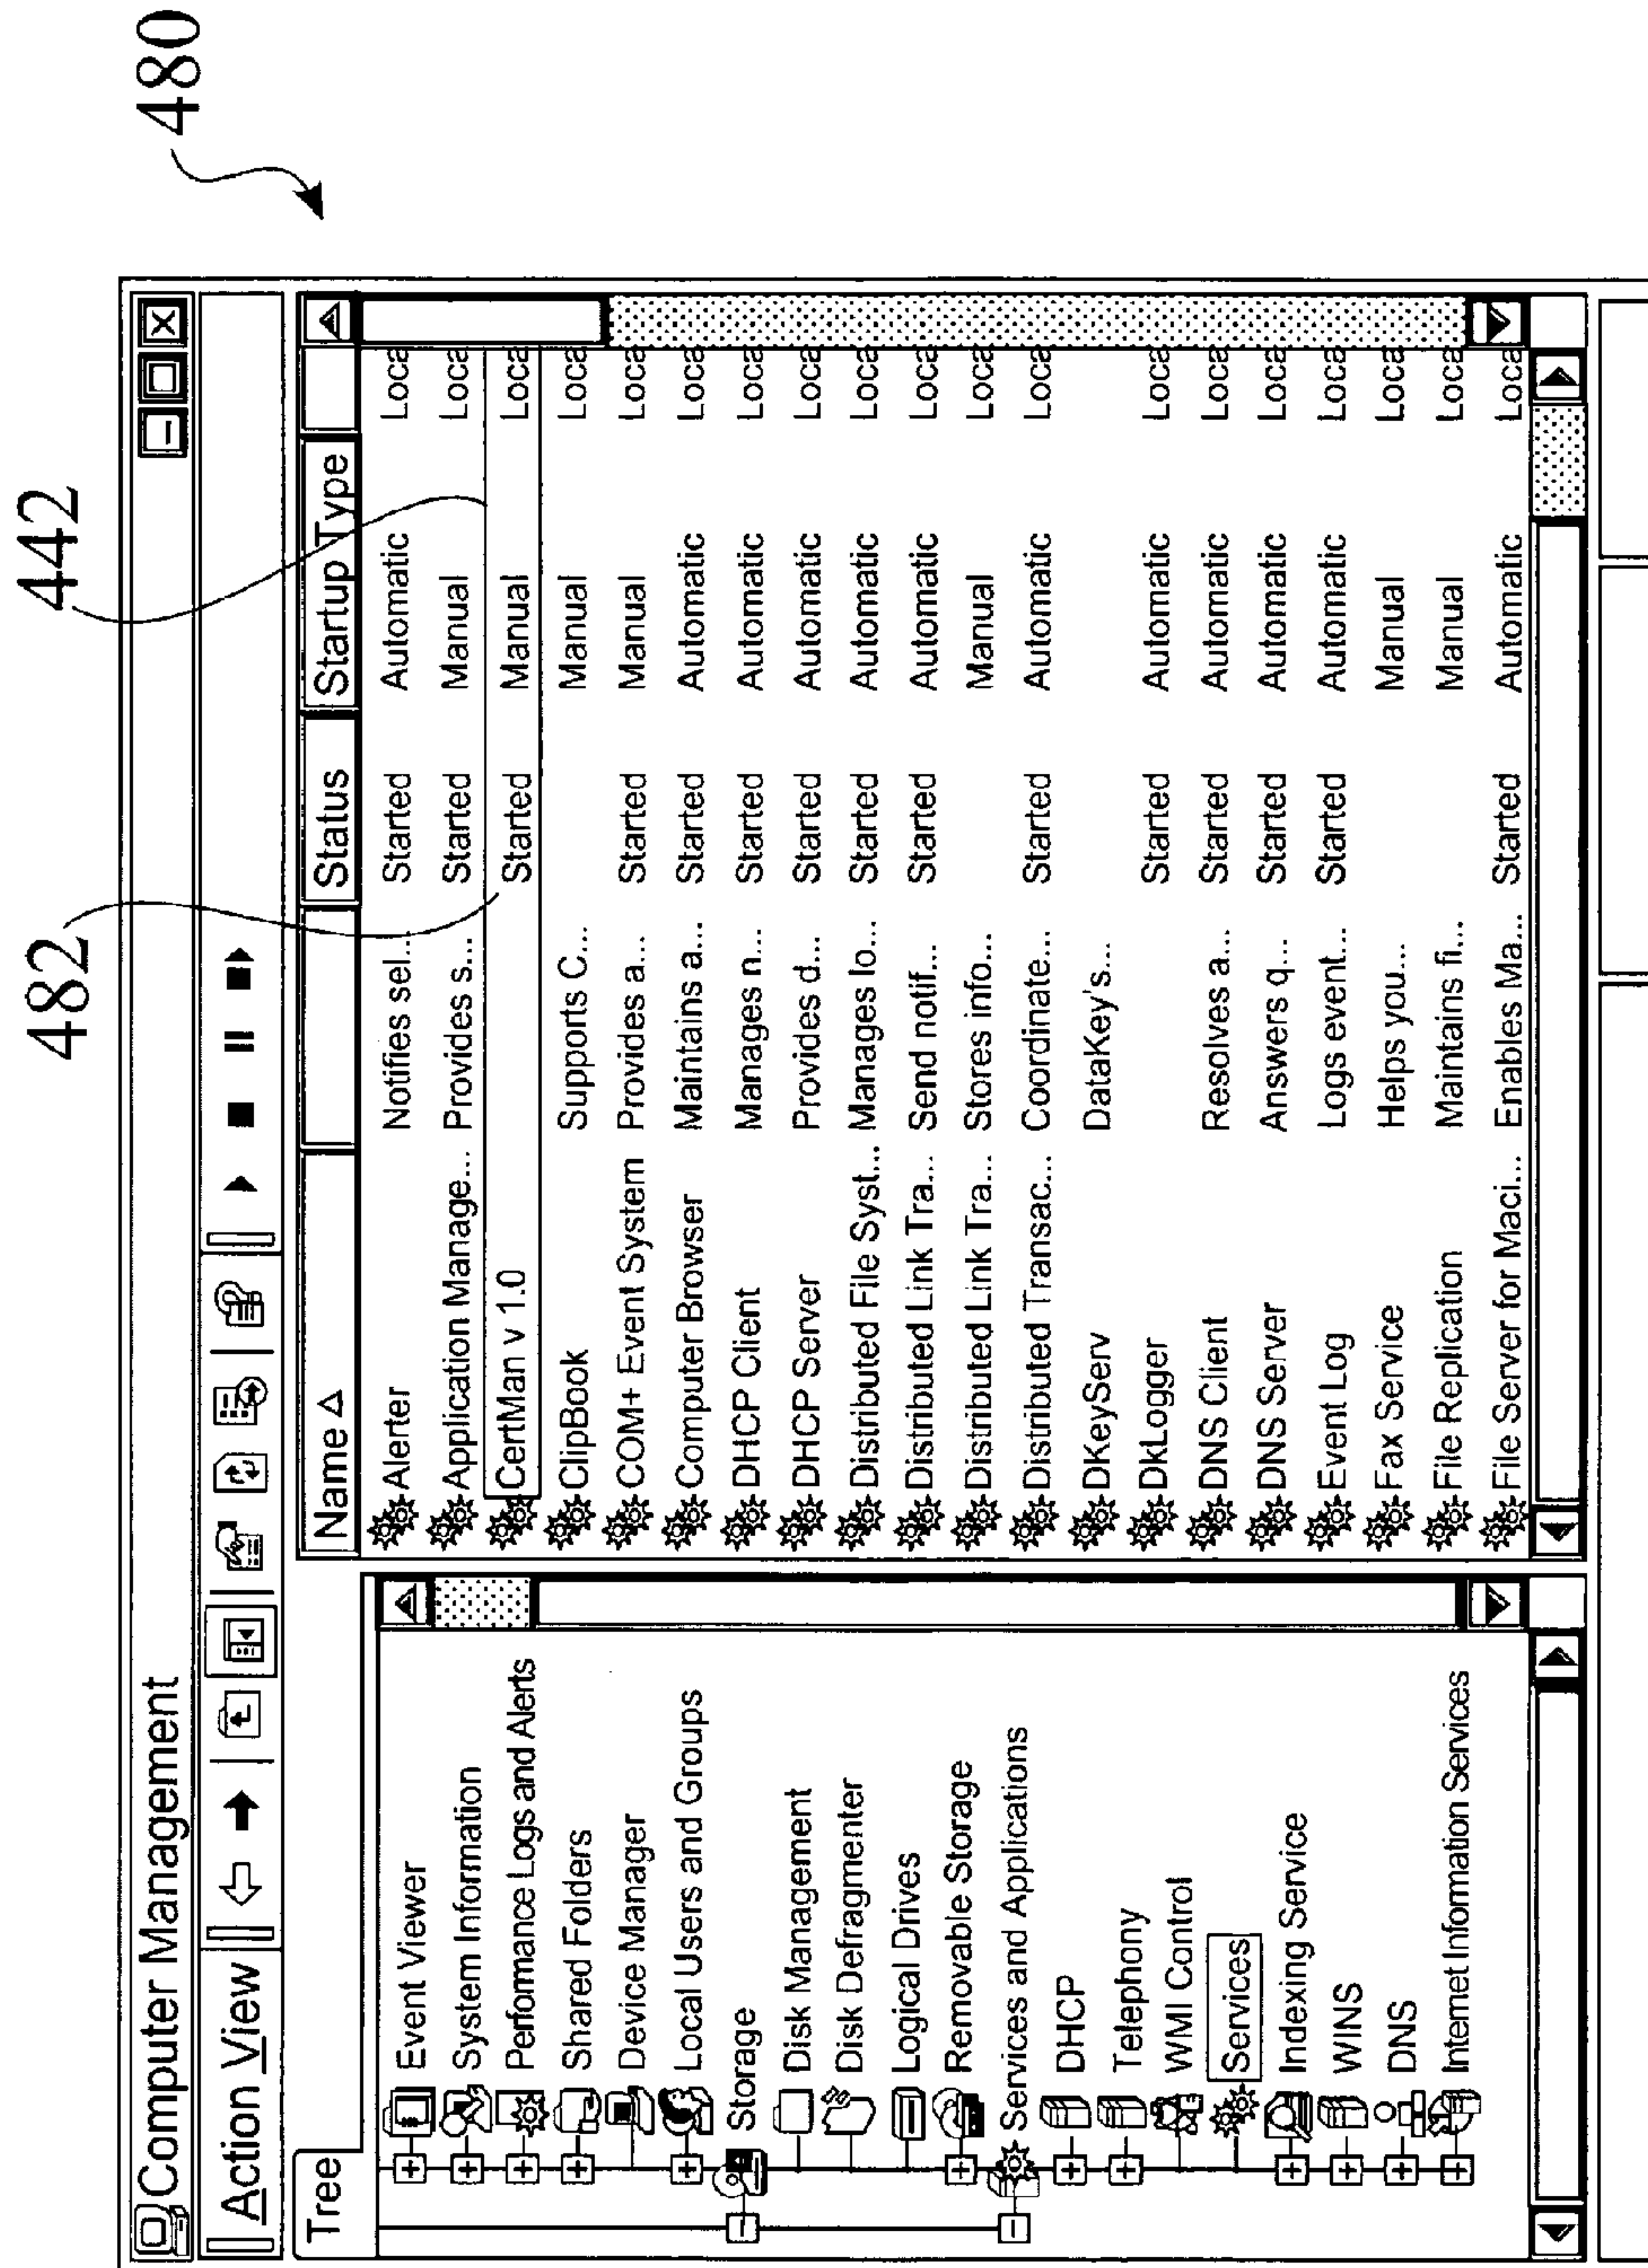 480
482
442
Computer Management
Action View
Tree
Event Viewer
System Information
Performance Logs and Alerts
Shared Folders
Device Manager
Local Users and Groups
Storage
Disk Management
Disk Defragmenter
Logical Drives
Removable Storage
Services and Applications
DHCP
Telephony
WMI Control
Services
Indexing Service
WINS
DNS
Internet Information Services
Name Status Startup Type
Alerter Notifies sel... Started Automatic Loca
Application Manage... Provides s... Started Manual Loca
CertMan v 1.0 Started Manual Loca
ClipBook Supports C... Manual Loca
COM+ Event System Provides a... Started Manual Loca
Computer Browser Maintains a... Started Automatic Loca
DHCP Client Manages n... Started Automatic Loca
DHCP Server Provides d... Started Automatic Loca
Distributed File Syst... Manages lo... Started Automatic Loca
Distributed Link Tra... Send notif... Started Automatic Loca
Distributed Link Tra... Stores info... Manual Loca
Distributed Transac... Coordinate... Started Automatic Loca
DKeyServ DataKey's...
DkLogger Started Automatic Loca
DNS Client Resolves a... Started Automatic Loca
DNS Server Answers q... Started Automatic Loca
Event Log Logs event... Started Automatic Loca
Fax Service Helps you... Manual Loca
File Replication Maintains fi... Manual Loca
File Server for Maci... Enables Ma... Started Automatic Loca